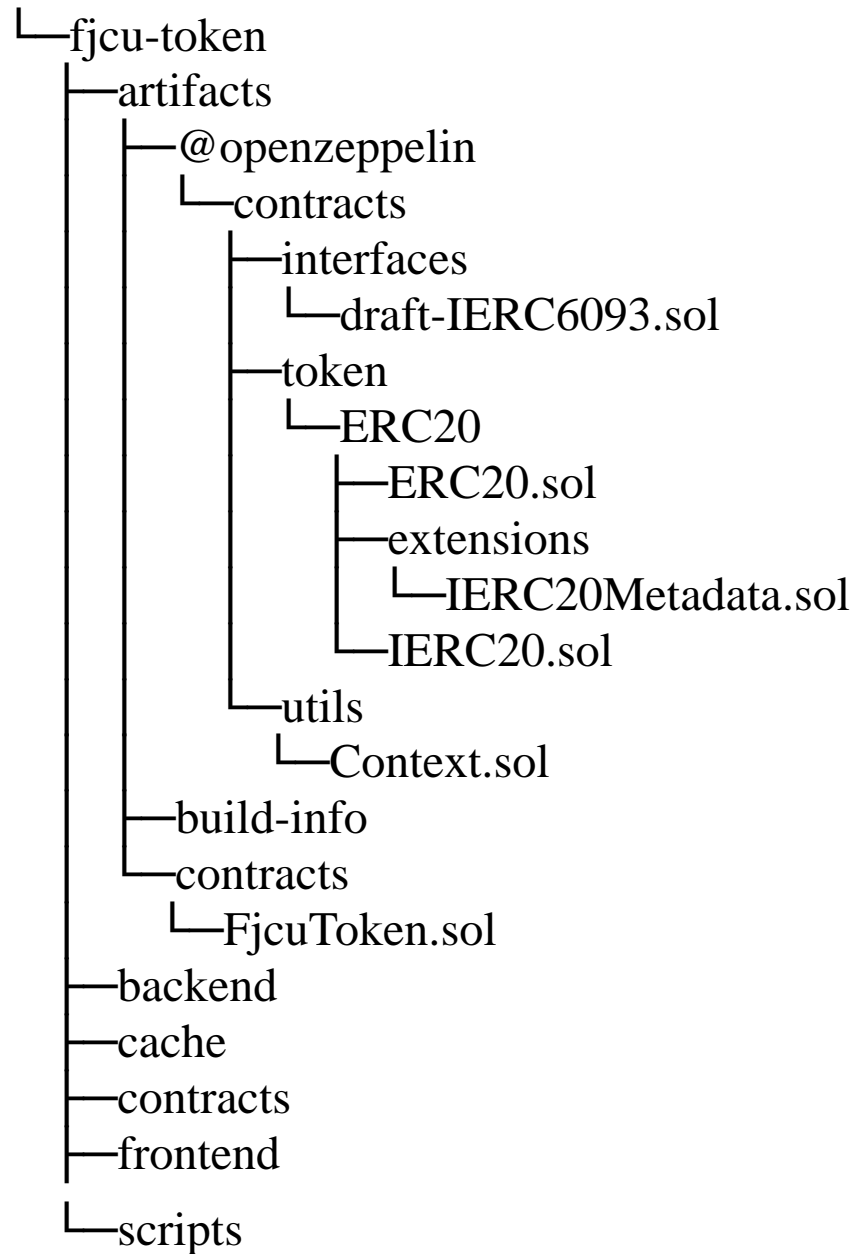 └──fjcu-token
├──artifacts
├──@openzeppelin
└──contracts
├──interfaces
└──draft-IERC6093.sol
├──token
└──ERC20
├──ERC20.sol
├──extensions
└──IERC20Metadata.sol
└──IERC20.sol
└──utils
└──Context.sol
├──build-info
└──contracts
└──FjcuToken.sol
├──backend
├──cache
├──contracts
├──frontend
└──scripts